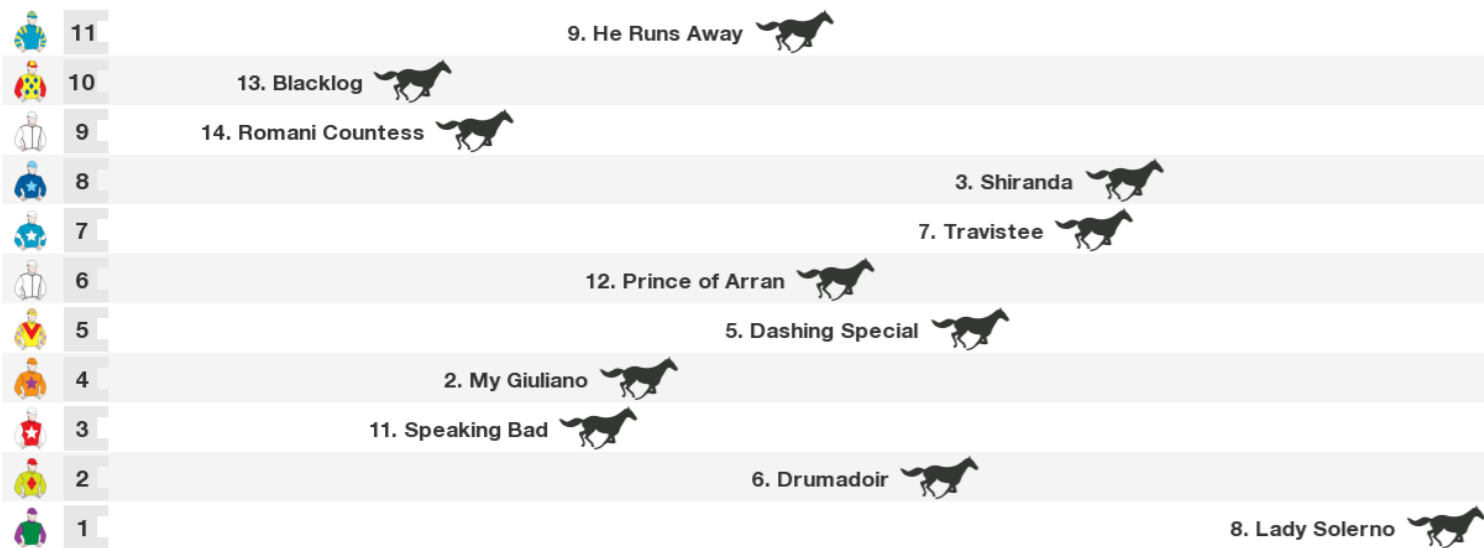 11 9. He Runs Away
10 13. Blacklog
9 14. Romani Countess
8 3. Shiranda
7 7. Travistee
6 12. Prince of Arran
5 5. Dashing Special
4 2. My Giuliano
3 11. Speaking Bad
2 6. Drumadoir
1 8. Lady Solerno